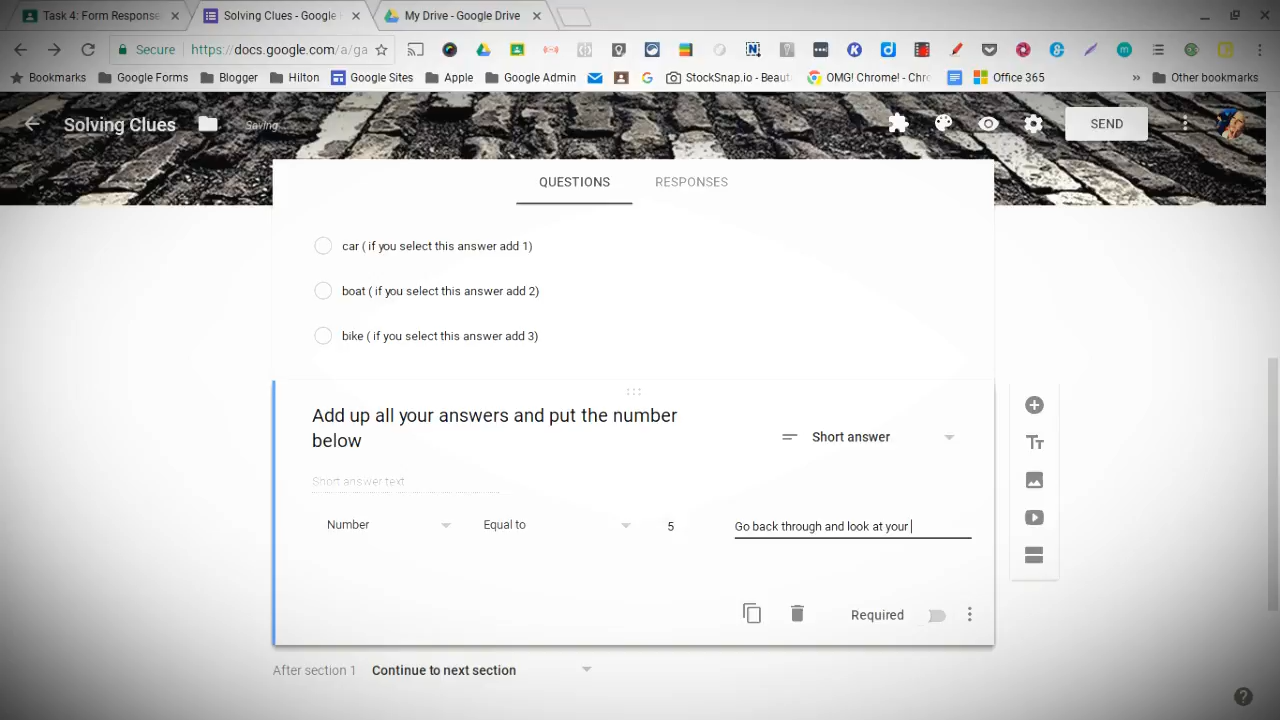 Task 4: Form Response
Solving Clues - Google
My Drive - Google Drive
Secure
https://docs.google.com/a/ga
Bookmarks
Google Forms
Blogger
Hilton
Google Sites
Apple
Google Admin
StockSnap.io - Beaut
OMG! Chrome! - Chr
Office 365
Other bookmarks
Solving Clues
Saving...
SEND
QUESTIONS
RESPONSES
car ( if you select this answer add 1)
boat ( if you select this answer add 2)
bike ( if you select this answer add 3)
Add up all your answers and put the number
below
Short answer
Short answer text
Number
Equal to
5
Go back through and look at your
Required
After section 1
Continue to next section